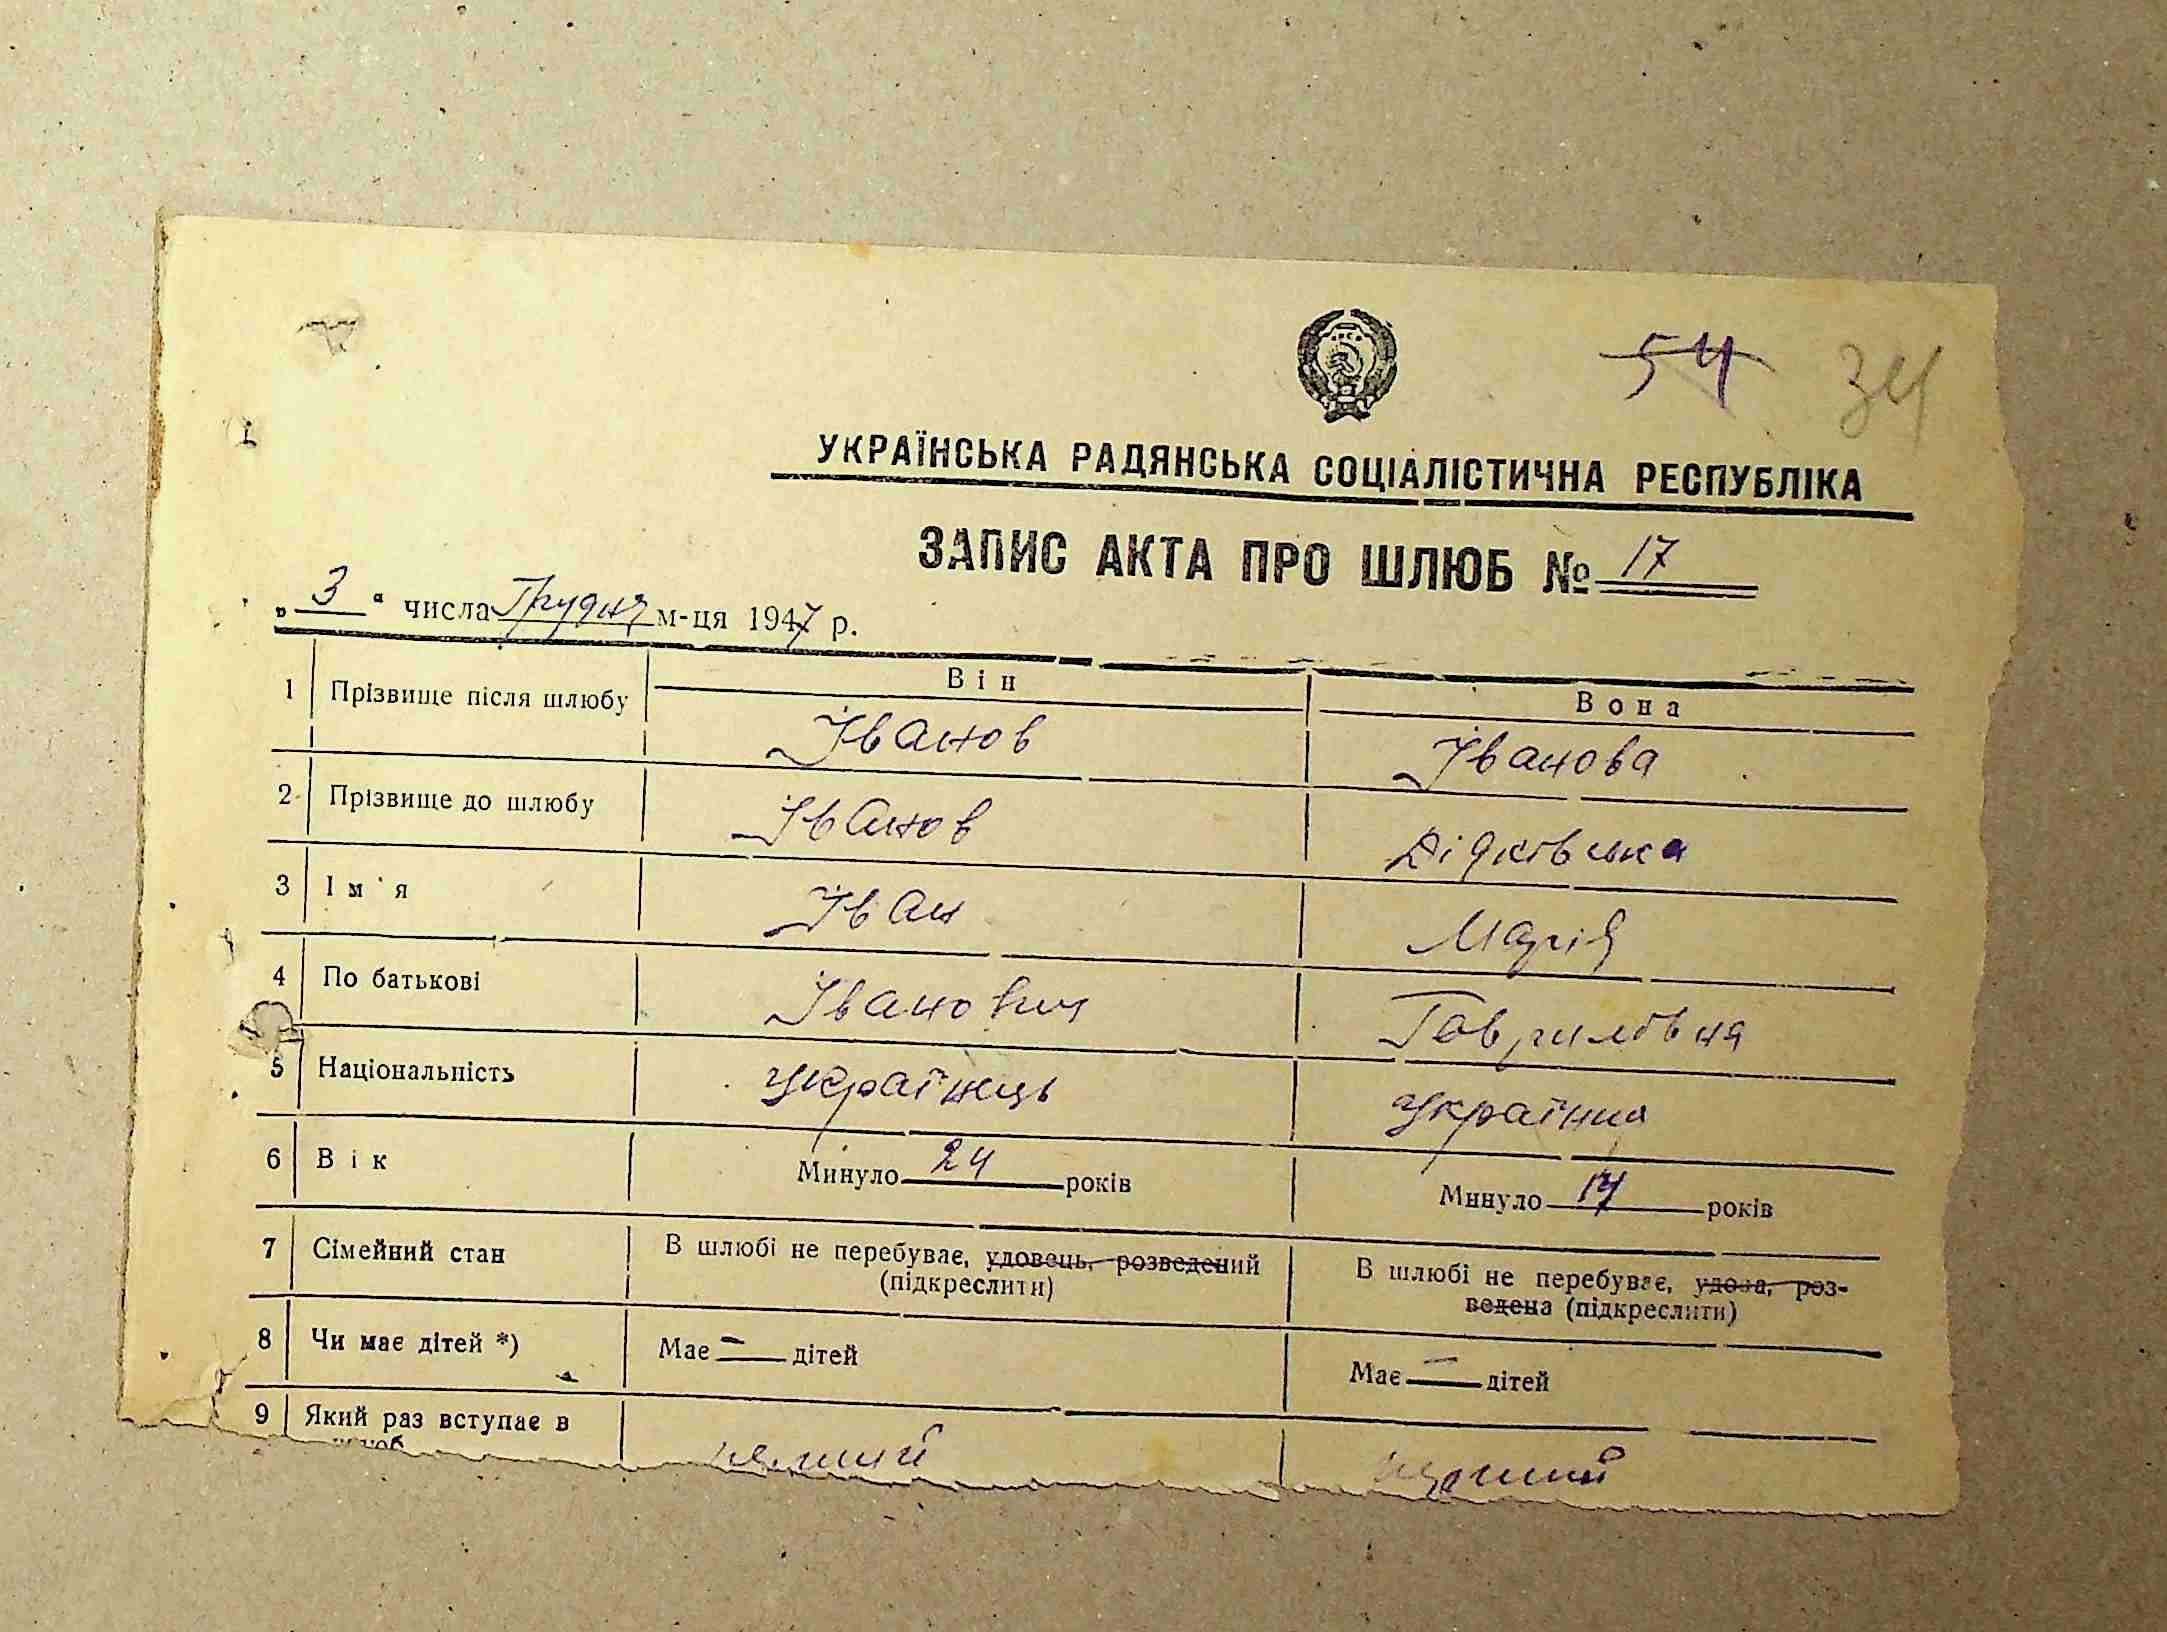 54 34
УКРАЇНСЬКА РАДЯНСЬКА СОЦІАЛІСТИЧНА РЕСПУБЛІКА
ЗАПИС АКТА ПРО ШЛЮБ № 17
„ 3 “ числа Грудня м-ця 1947 р.
Він Вона
1 Прізвище після шлюбу Іванов Іванова
2 Прізвище до шлюбу Іванов Дідківська
3 Ім'я Іван Марія
4 По батькові Іванович Гаврилівна
5 Національність українець українка
6 Вік Минуло 24 років Минуло років
7 Сімейний стан В шлюбі не перебуває, удовець, розведений В шлюбі не перебуває, удова, роз-
(підкреслити) ведена (підкреслити)
8 Чи має дітей *) Має — дітей Має — дітей
9 Який раз вступає в перший перший